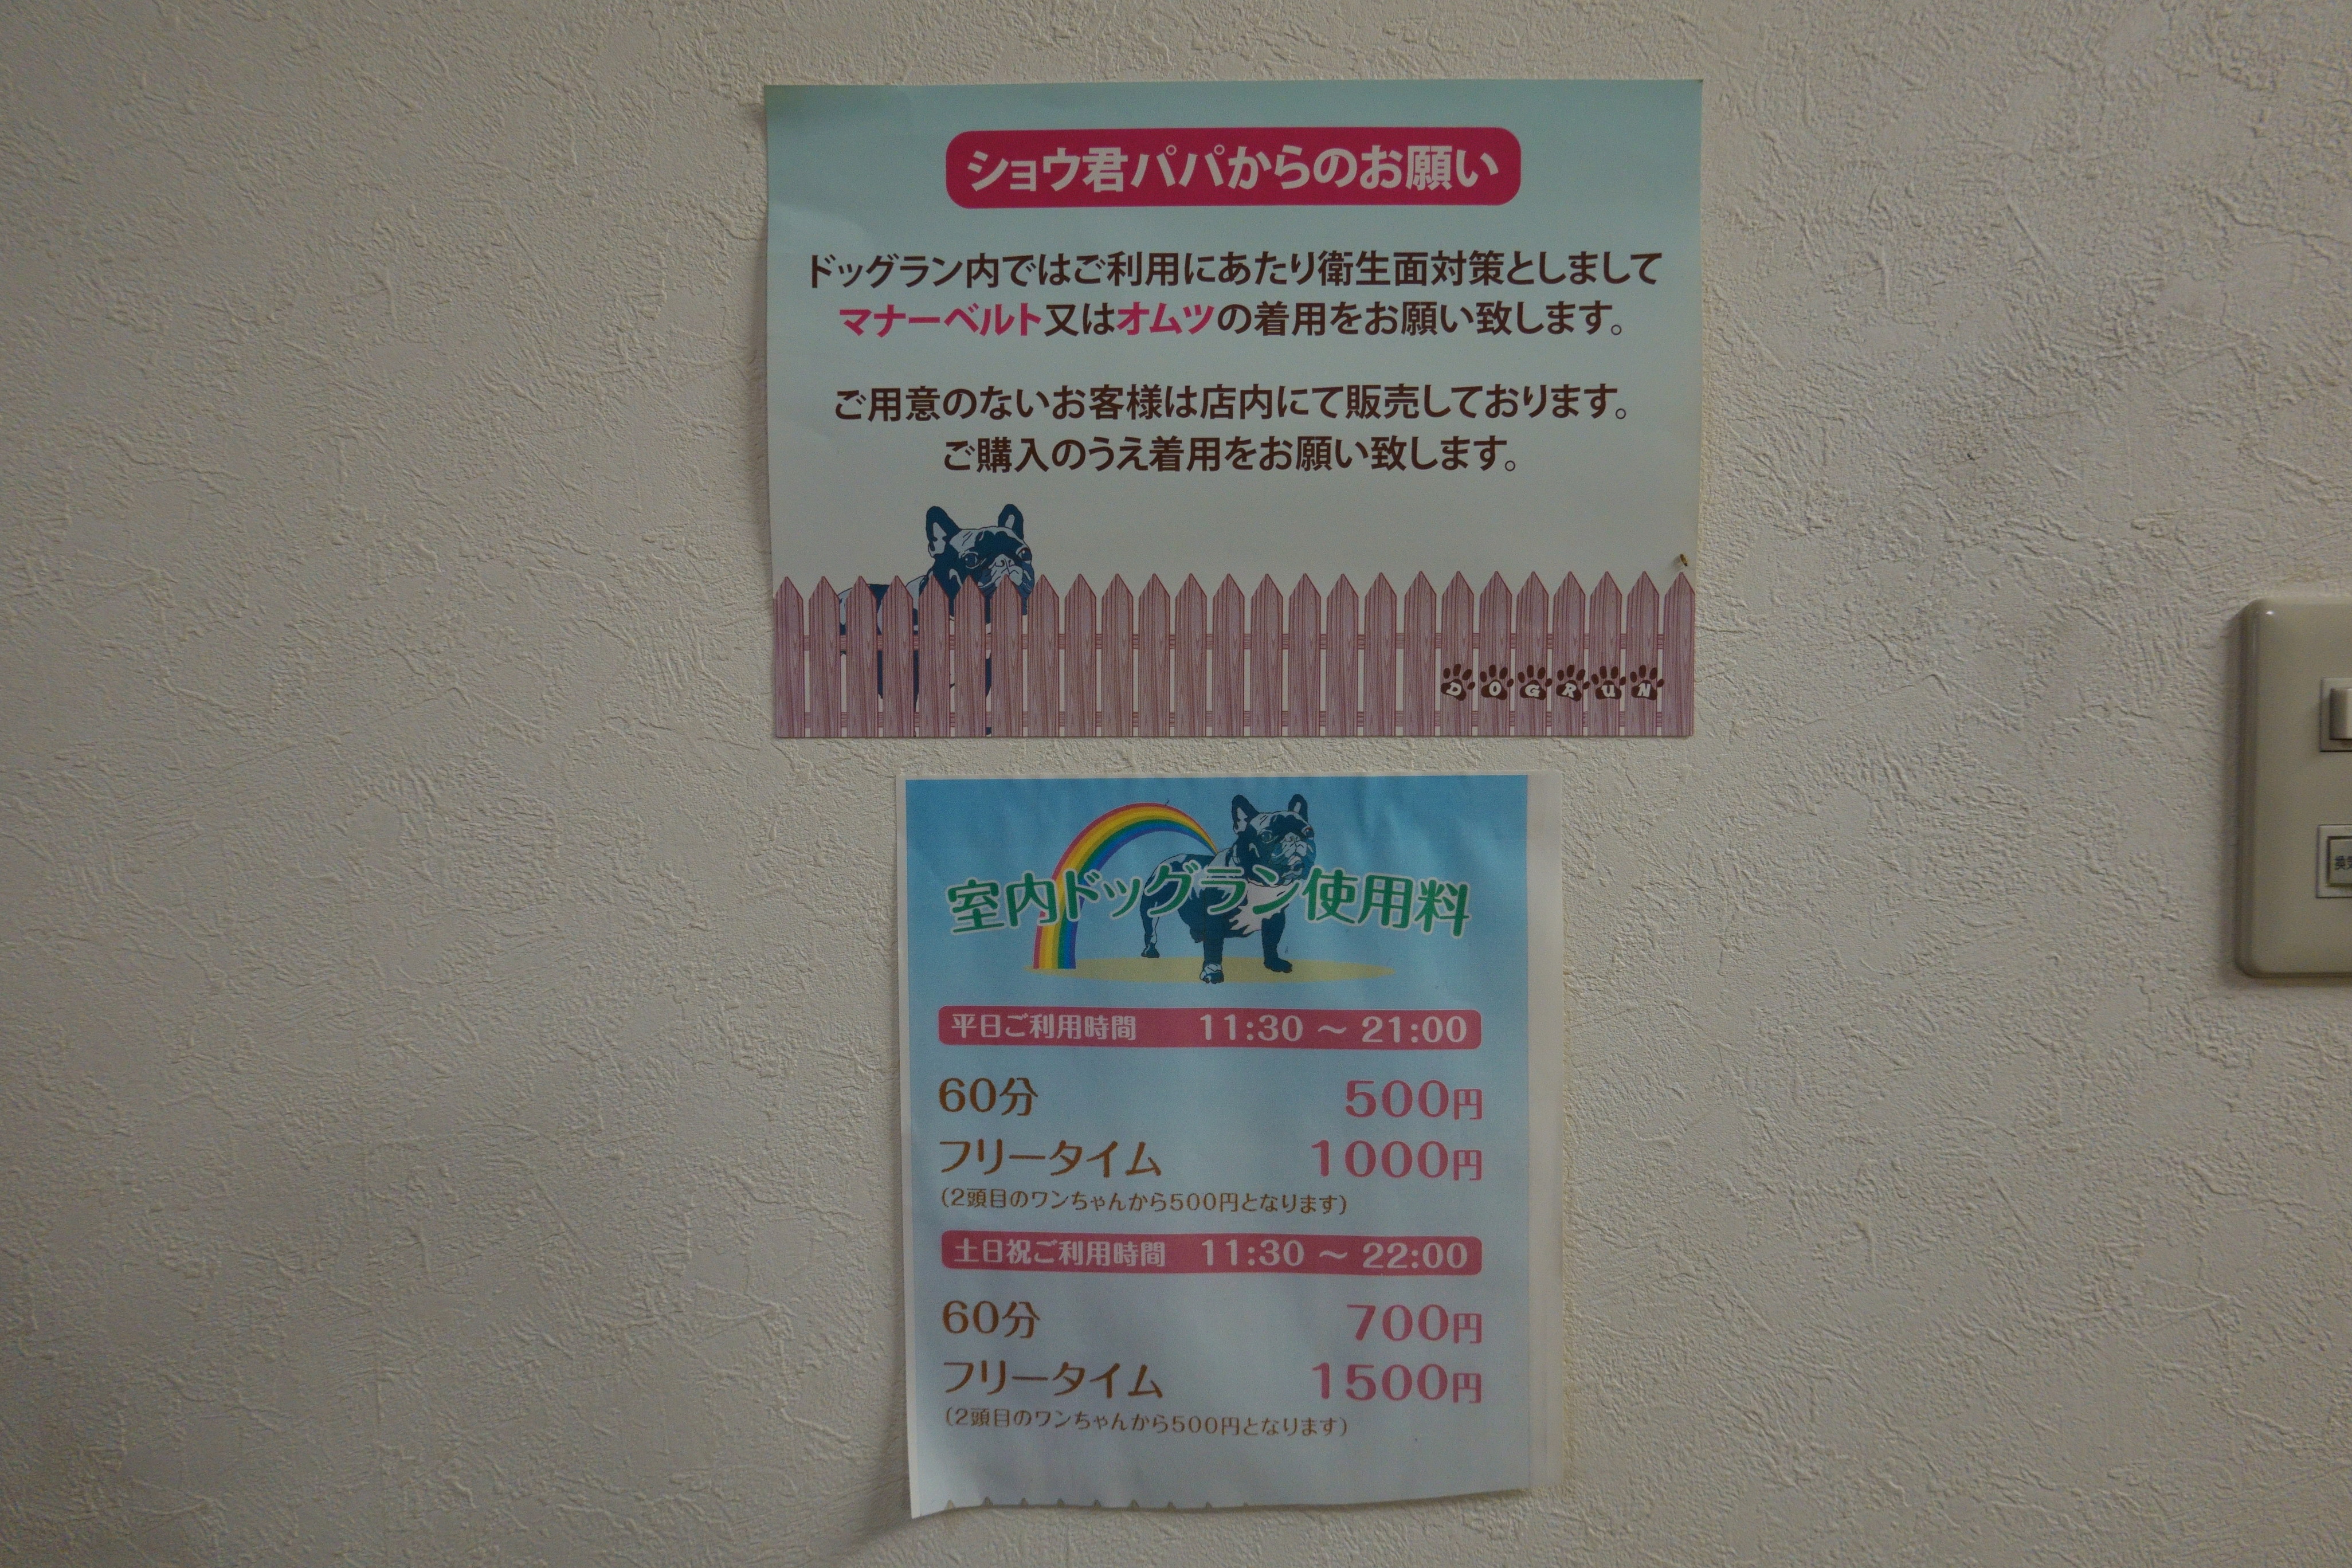 ショウ君パパからのお願い
ドッグラン内ではご利用にあたり衛生面対策としまして
マナーベルト又はオムツの着用をお願い致します。
ご用意のないお客様は店内にて販売しております。
ご購入のうえ着用をお願い致します。
DOGRUN
室内ドッグラン使用料
平日ご利用時間 11:30 ～ 21:00
60分 500円
フリータイム 1000円
(2頭目のワンちゃんから500円となります)
土日祝ご利用時間 11:30 ～ 22:00
60分 700円
フリータイム 1500円
(2頭目のワンちゃんから500円となります)